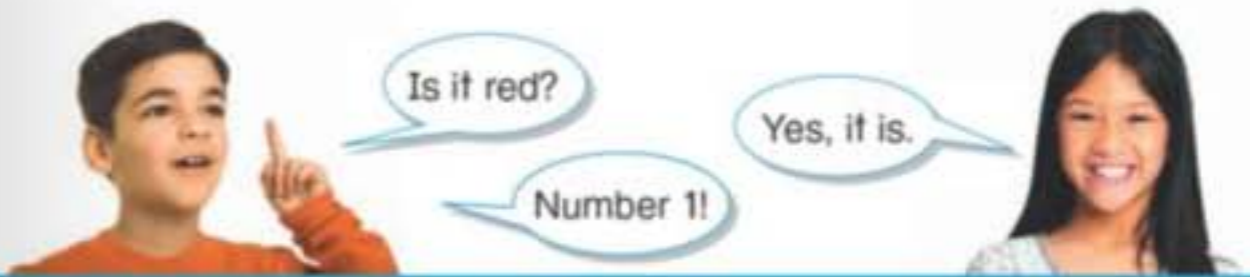 Is it red?
Yes, it is.
Number 1!